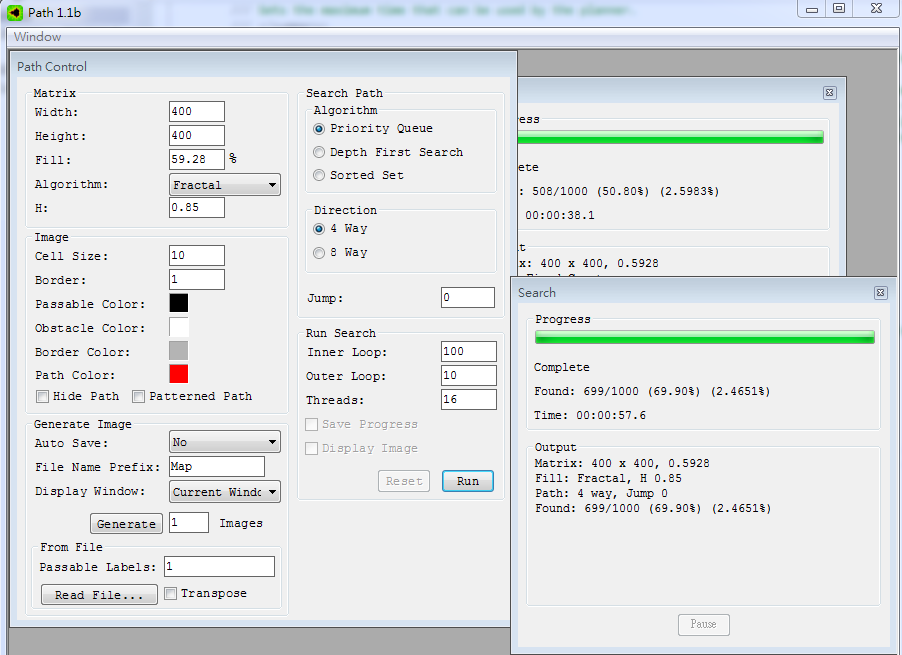 Sets the maximum time that can be used by the planner.
Path 1.1b
Window
Path Control
Matrix
Width: 400
Height: 400
Fill: 59.28 %
Algorithm: Fractal
H: 0.85
Image
Cell Size: 10
Border: 1
Passable Color:
Obstacle Color:
Border Color:
Path Color:
Hide Path Patterned Path
Generate Image
Auto Save: No
File Name Prefix: Map
Display Window: Current Windo
Generate 1 Images
From File
Passable Labels: 1
Read File... Transpose
Search Path
Algorithm
Priority Queue
Depth First Search
Sorted Set
Direction
4 Way
8 Way
Jump: 0
Run Search
Inner Loop: 100
Outer Loop: 10
Threads: 16
Save Progress
Display Image
Reset Run
ess
ete
: 508/1000 (50.80%) (2.5983%)
00:00:38.1
t
x: 400 x 400, 0.5928
Search
Progress
Complete
Found: 699/1000 (69.90%) (2.4651%)
Time: 00:00:57.6
Output
Matrix: 400 x 400, 0.5928
Fill: Fractal, H 0.85
Path: 4 way, Jump 0
Found: 699/1000 (69.90%) (2.4651%)
Pause